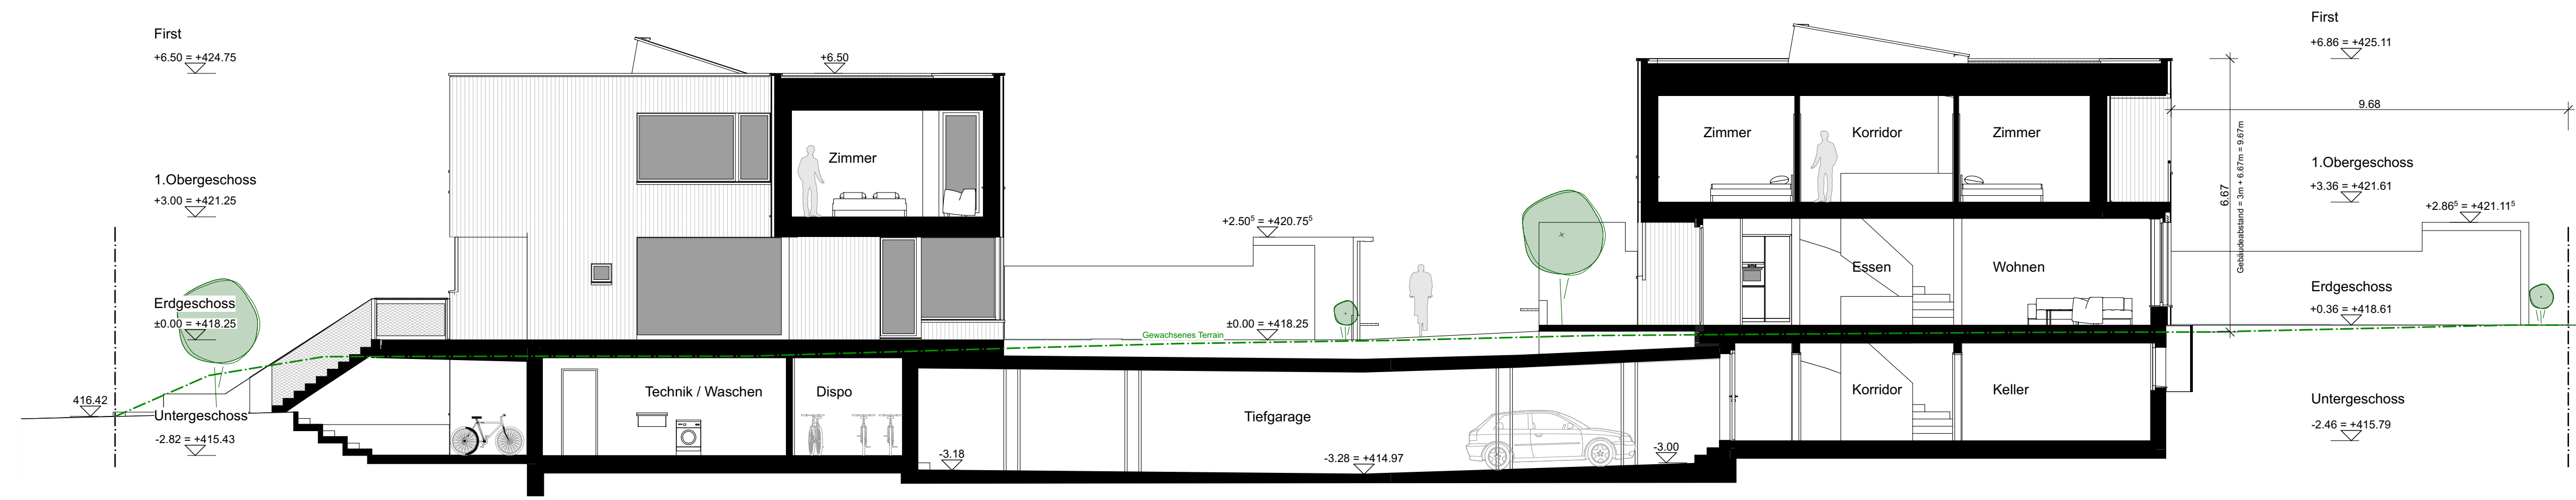 First
+6.50 = +424.75
1.Obergeschoss
+3.00 = +421.25
Erdgeschoss
±0.00 = +418.25
416.42
Untergeschoss
-2.82 = +415.43
+6.50
Zimmer
Technik / Waschen
Dispo
+2.50⁵ = +420.75⁵
±0.00 = +418.25
Gewachsenes Terrain
Tiefgarage
-3.18
-3.28 = +414.97
-3.00
Zimmer
Korridor
Zimmer
Essen
Wohnen
Korridor
Keller
6.67
Gebäudeabstand = 3m + 6.67m = 9.67m
9.68
First
+6.86 = +425.11
1.Obergeschoss
+3.36 = +421.61
+2.86⁵ = +421.11⁵
Erdgeschoss
+0.36 = +418.61
Untergeschoss
-2.46 = +415.79